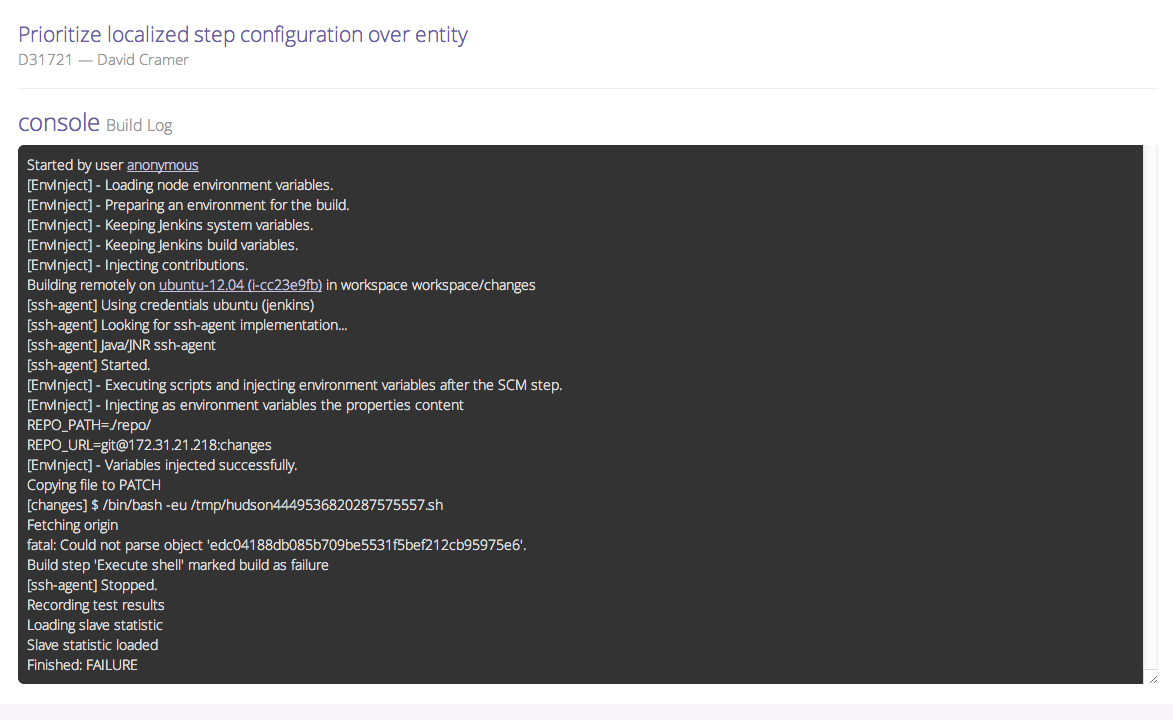 Prioritize localized step configuration over entity
D31721 — David Cramer
console Build Log
Started by user anonymous
[EnvInject] - Loading node environment variables.
[EnvInject] - Preparing an environment for the build.
[EnvInject] - Keeping Jenkins system variables.
[EnvInject] - Keeping Jenkins build variables.
[EnvInject] - Injecting contributions.
Building remotely on ubuntu-12.04 (i-cc23e9fb) in workspace workspace/changes
[ssh-agent] Using credentials ubuntu (jenkins)
[ssh-agent] Looking for ssh-agent implementation...
[ssh-agent] Java/JNR ssh-agent
[ssh-agent] Started.
[EnvInject] - Executing scripts and injecting environment variables after the SCM step.
[EnvInject] - Injecting as environment variables the properties content
REPO_PATH=./repo/
REPO_URL=git@172.31.21.218:changes
[EnvInject] - Variables injected successfully.
Copying file to PATCH
[changes] $ /bin/bash -eu /tmp/hudson4449536820287575557.sh
Fetching origin
fatal: Could not parse object 'edc04188db085b709be5531f5bef212cb95975e6'.
Build step 'Execute shell' marked build as failure
[ssh-agent] Stopped.
Recording test results
Loading slave statistic
Slave statistic loaded
Finished: FAILURE